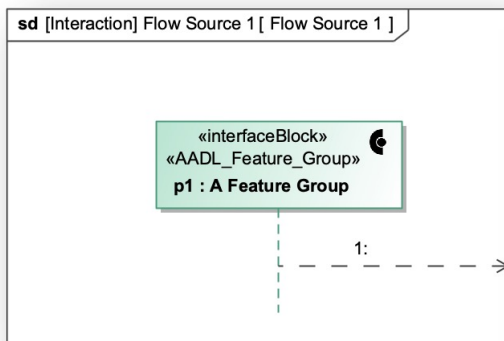 sd [Interaction] Flow Source 1 [ Flow Source 1 ]
«interfaceBlock»
«AADL_Feature_Group»
p1 : A Feature Group
1: